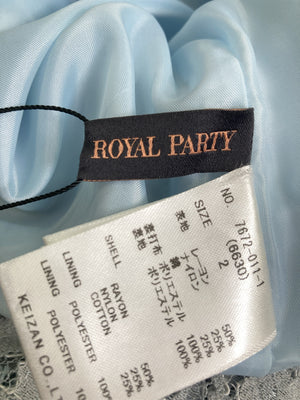 ROYAL PARTY
NO. 7672-011-1
(6630)
SIZE 2
表地 レーヨン 50%
ナイロン 25%
綿 25%
裏打布 ポリエステル 100%
裏地 ポリエステル 100%
SHELL RAYON 50%
NYLON 25%
COTTON 25%
LINING POLYESTER 100%
LINING POLYESTER 100%
KEIZAN CO.,LT